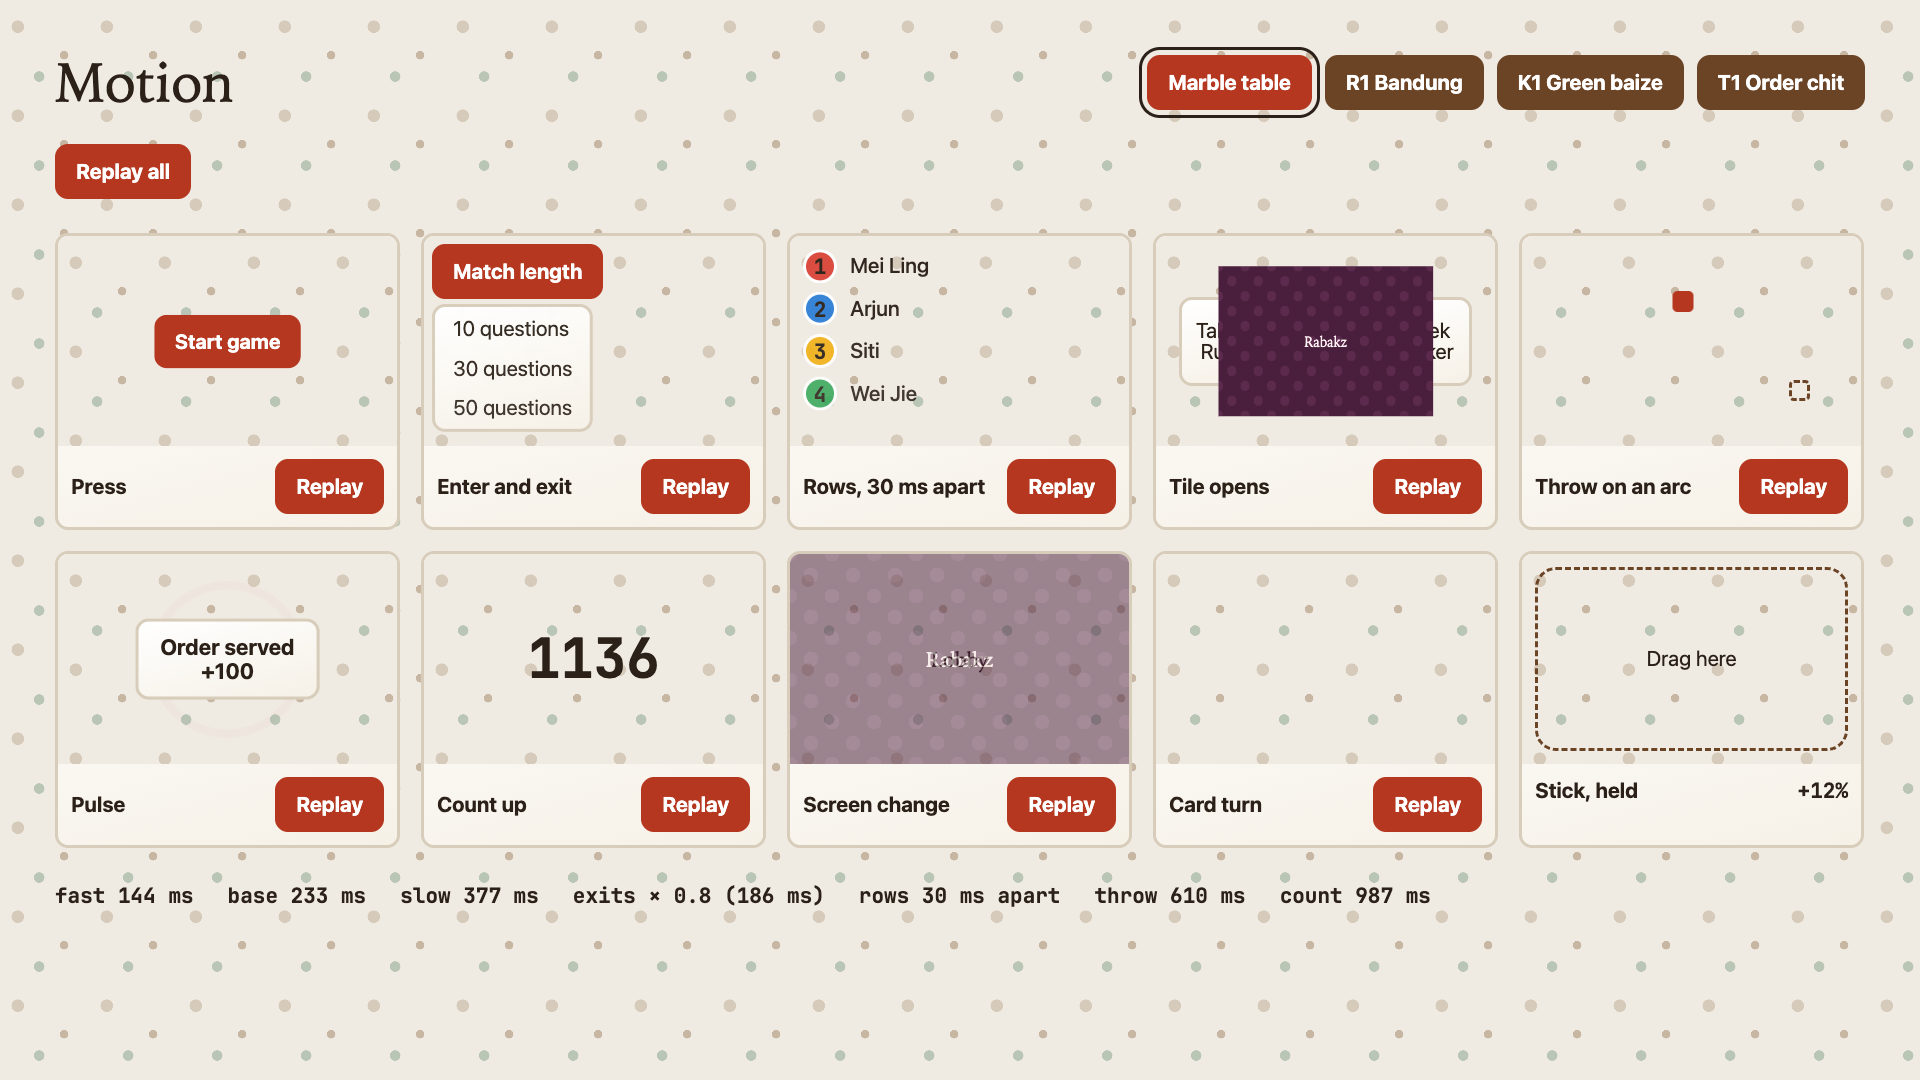 Motion
Marble table
R1 Bandung
K1 Green baize
T1 Order chit
Replay all
Start game
Press
Replay
Match length
10 questions
30 questions
50 questions
Enter and exit
Replay
1 Mei Ling
2 Arjun
3 Siti
4 Wei Jie
Rows, 30 ms apart
Replay
Rabakz
Tile opens
Replay
Throw on an arc
Replay
Order served
+100
Pulse
Replay
1136
Count up
Replay
Rabakz
Screen change
Replay
Card turn
Replay
Drag here
Stick, held
+12%
fast 144 ms base 233 ms slow 377 ms exits × 0.8 (186 ms) rows 30 ms apart throw 610 ms count 987 ms